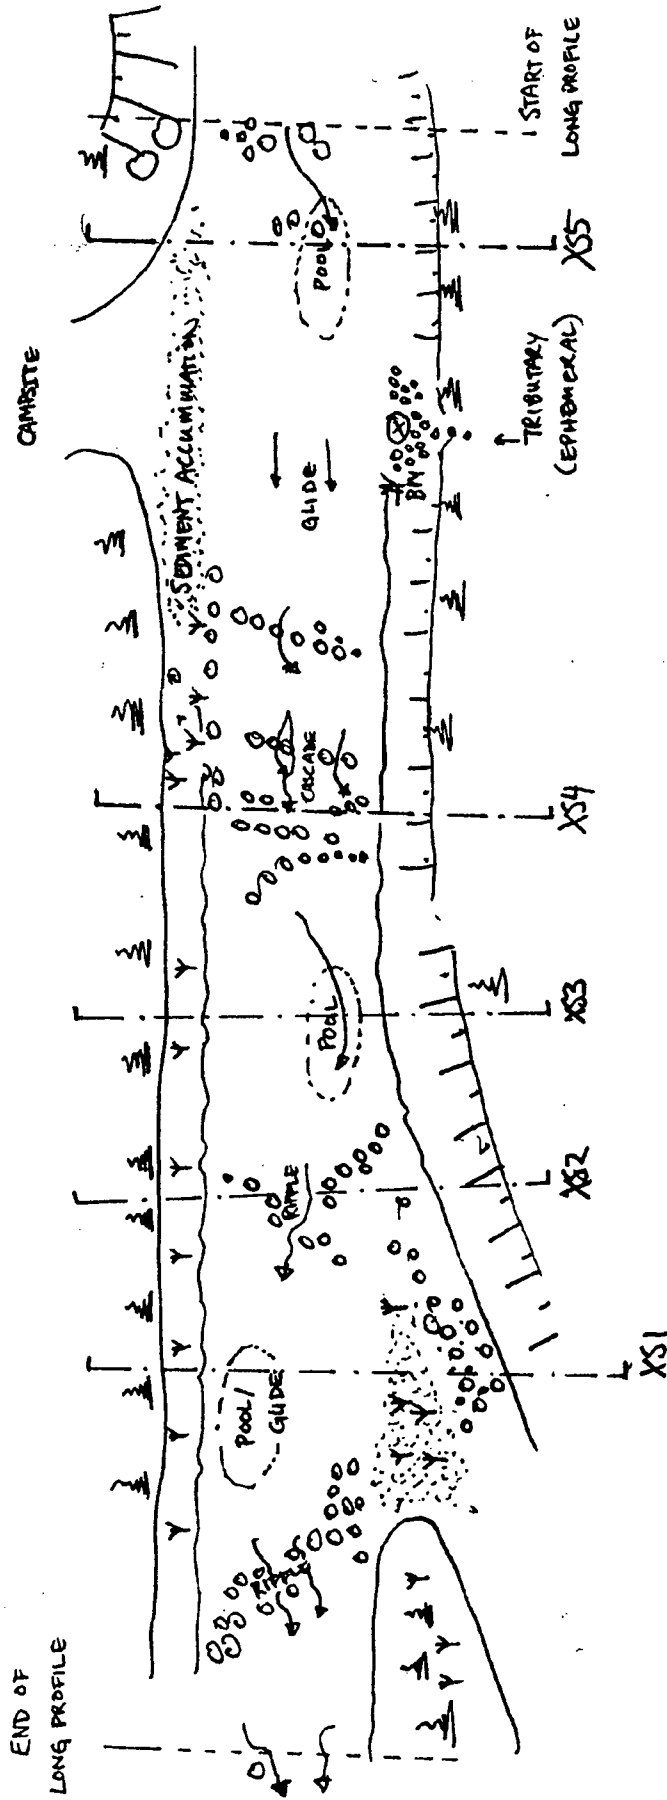 END OF
LONG PROFILE
CAMPSITE
SEDIMENT ACCUMULATION
RIFFLE
POOL/
GLIDE
RIFFLE
POOL
CASCADE
GLIDE
POOL
BM
XS1
XS2
XS3
XS4
TRIBUTARY
(EPHEMERAL)
XS5
START OF
LONG PROFILE